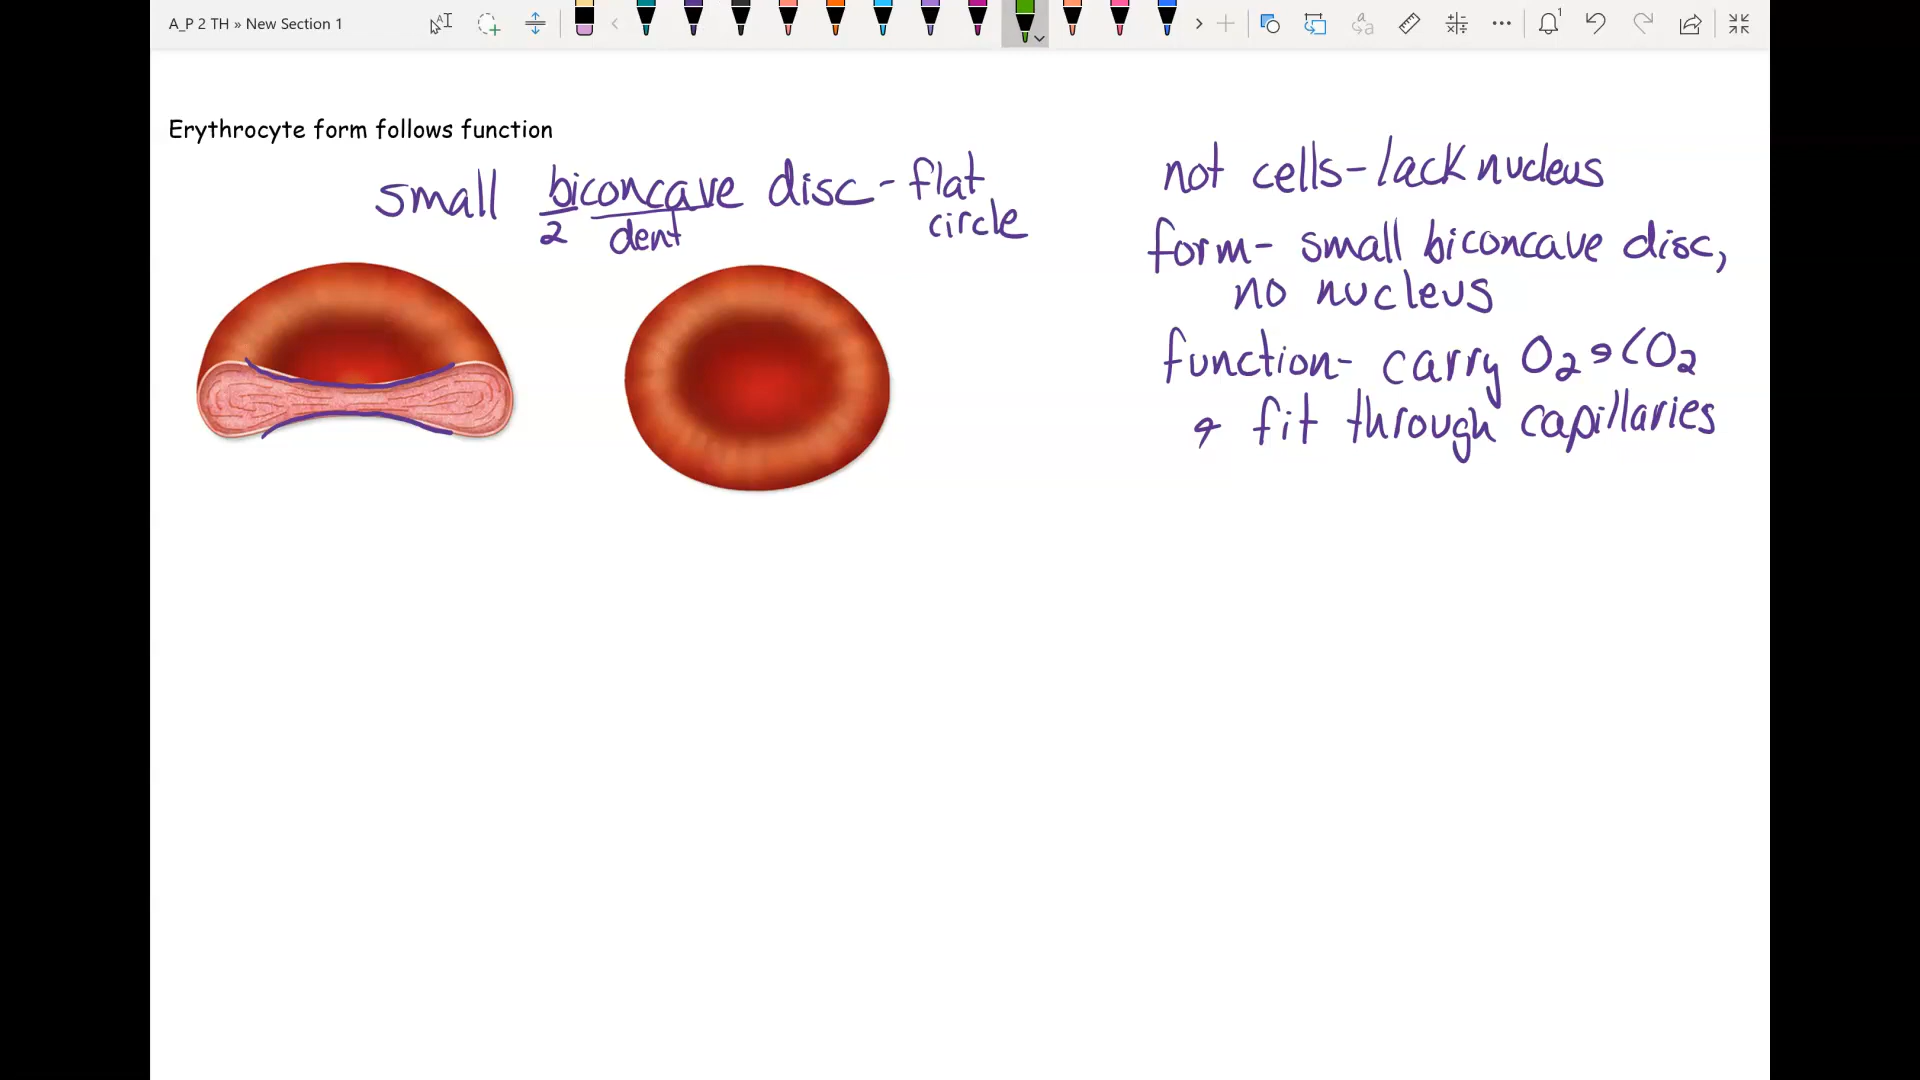 A_P 2 TH » New Section 1
Erythrocyte form follows function
small biconcave disc - flat
circle
2 dent
not cells - lack nucleus
form - small biconcave disc,
no nucleus
function - carry O2 & CO2
& fit through capillaries